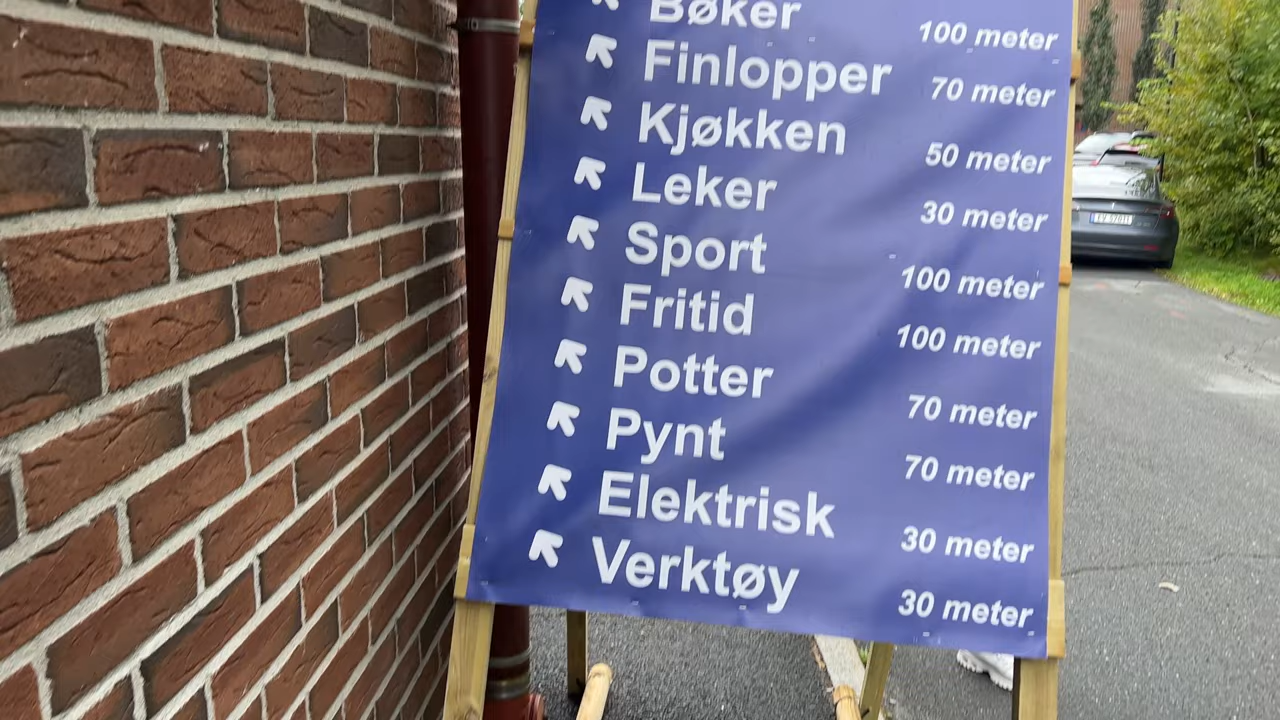 Bøker 100 meter
Finlopper 70 meter
Kjøkken 50 meter
Leker 30 meter
Sport 100 meter
Fritid 100 meter
Potter 70 meter
Pynt 70 meter
Elektrisk 30 meter
Verktøy 30 meter